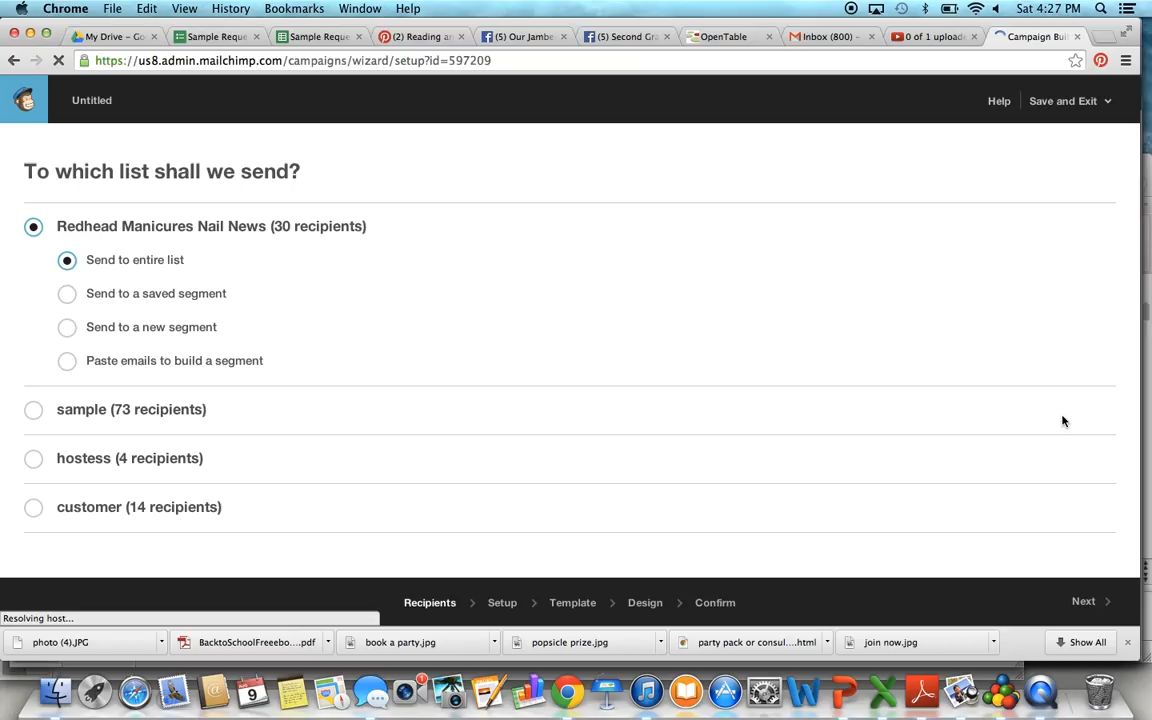 Chrome File Edit View History Bookmarks Window Help Sat 4:27 PM
My Drive – Go Sample Reque Sample Reque (2) Reading a (5) Our Jambe (5) Second Gra OpenTable Inbox (800) – 0 of 1 upload Campaign Buil
https://us8.admin.mailchimp.com/campaigns/wizard/setup?id=597209
Untitled Help Save and Exit
To which list shall we send?
Redhead Manicures Nail News (30 recipients)
Send to entire list
Send to a saved segment
Send to a new segment
Paste emails to build a segment
sample (73 recipients)
hostess (4 recipients)
customer (14 recipients)
Recipients Setup Template Design Confirm Next
Resolving host...
photo (4).JPG BacktoSchoolFreeebo....pdf book a party.jpg popsicle prize.jpg party pack or consul....html join now.jpg Show All
9
1